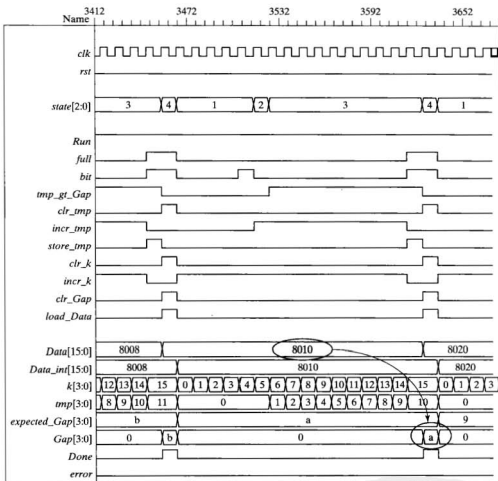 Name 3412 3472 3532 3592 3652
clk
rst
state[2:0] 3 4 1 2 3 4 1
Run
full
bit
tmp_gt_Gap
clr_tmp
incr_tmp
store_tmp
clr_k
incr_k
clr_Gap
load_Data
Data[15:0] 8008 8010 8020
Data_int[15:0] 8008 8010 8020
k[3:0] 12 13 14 15 0 1 2 3 4 5 6 7 8 9 10 11 12 13 14 15 0 1 2 3
tmp[3:0] 8 9 10 11 0 1 2 3 4 5 6 7 8 9 10 0
expected_Gap[3:0] b a 9
Gap[3:0] 0 b 0 a 0
Done
error